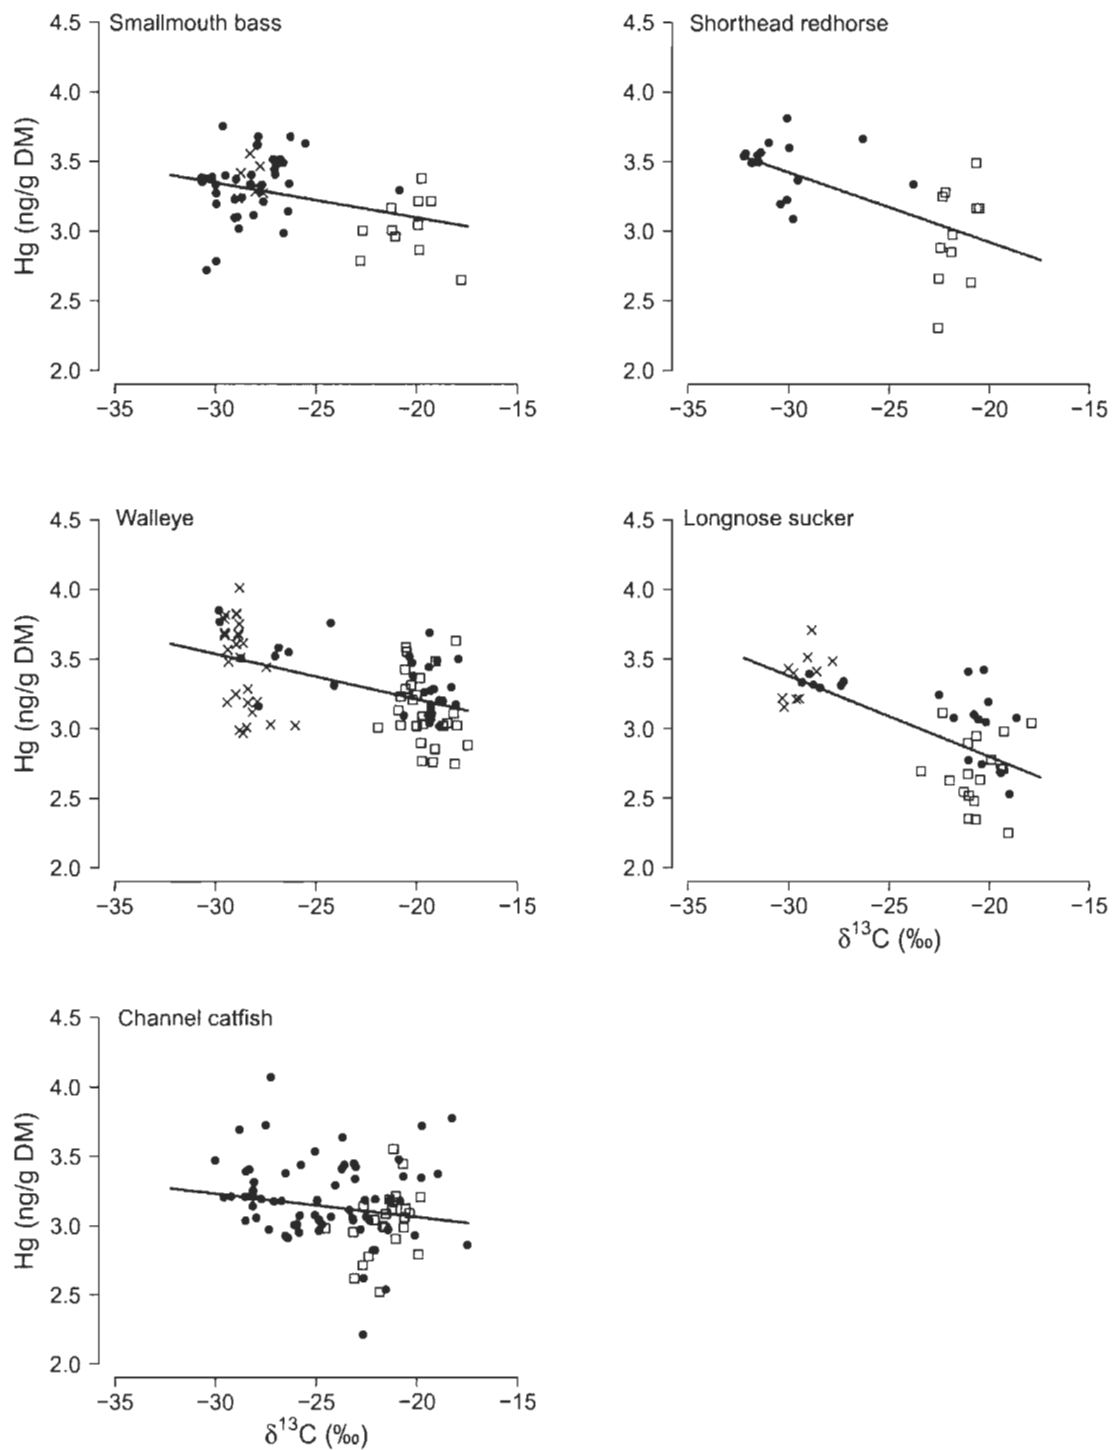 Smallmouth bass
4.5
4.0
3.5
3.0
2.5
2.0
Hg (ng/g DM)
−35 −30 −25 −20 −15
Shorthead redhorse
4.5
4.0
3.5
3.0
2.5
2.0
−35 −30 −25 −20 −15
Walleye
4.5
4.0
3.5
3.0
2.5
2.0
Hg (ng/g DM)
−35 −30 −25 −20 −15
Longnose sucker
4.5
4.0
3.5
3.0
2.5
2.0
−35 −30 −25 −20 −15
δ¹³C (‰)
Channel catfish
4.5
4.0
3.5
3.0
2.5
2.0
Hg (ng/g DM)
−35 −30 −25 −20 −15
δ¹³C (‰)